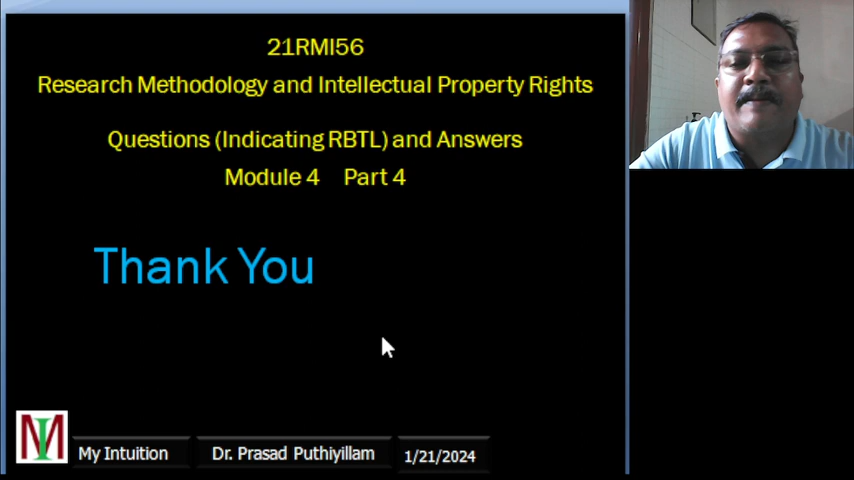 21RMI56
Research Methodology and Intellectual Property Rights
Questions (Indicating RBTL) and Answers
Module 4 Part 4
Thank You
MI
My Intuition
Dr. Prasad Puthiyillam
1/21/2024